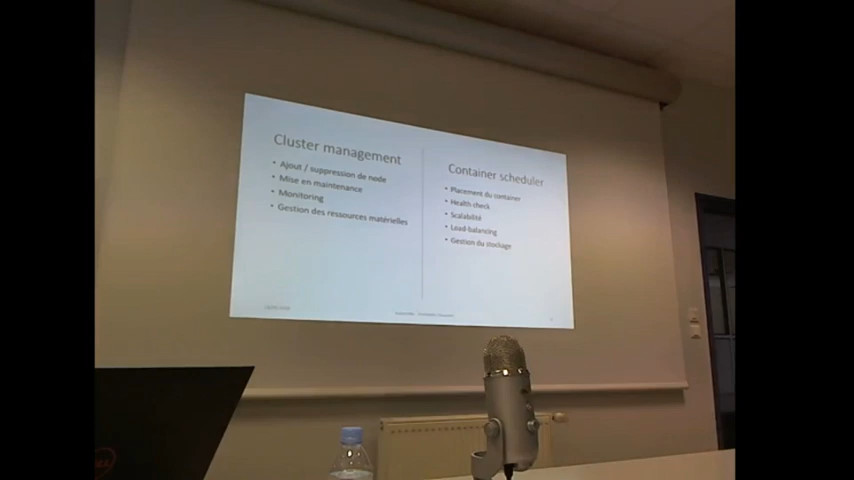 Cluster management
• Ajout / suppression de node
• Mise en maintenance
• Monitoring
• Gestion des ressources matérielles
Container scheduler
• Placement du container
• Health check
• Scalabilité
• Load-balancing
• Gestion du stockage